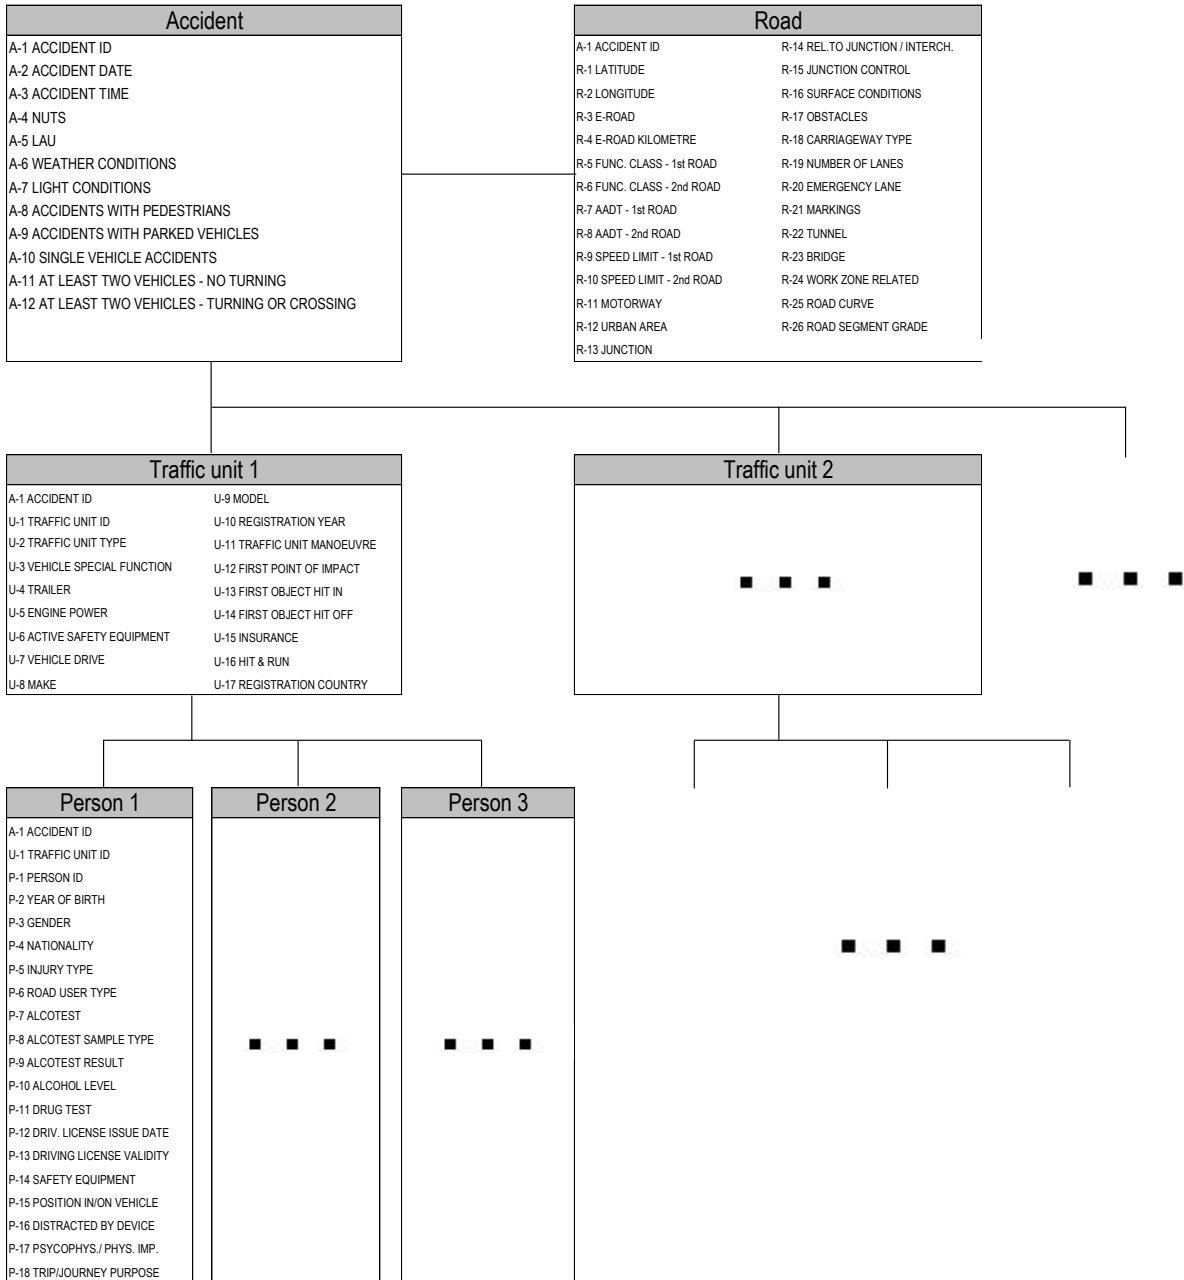 Accident
A-1 ACCIDENT ID
A-2 ACCIDENT DATE
A-3 ACCIDENT TIME
A-4 NUTS
A-5 LAU
A-6 WEATHER CONDITIONS
A-7 LIGHT CONDITIONS
A-8 ACCIDENTS WITH PEDESTRIANS
A-9 ACCIDENTS WITH PARKED VEHICLES
A-10 SINGLE VEHICLE ACCIDENTS
A-11 AT LEAST TWO VEHICLES - NO TURNING
A-12 AT LEAST TWO VEHICLES - TURNING OR CROSSING
Road
A-1 ACCIDENT ID
R-1 LATITUDE
R-2 LONGITUDE
R-3 E-ROAD
R-4 E-ROAD KILOMETRE
R-5 FUNC. CLASS - 1st ROAD
R-6 FUNC. CLASS - 2nd ROAD
R-7 AADT - 1st ROAD
R-8 AADT - 2nd ROAD
R-9 SPEED LIMIT - 1st ROAD
R-10 SPEED LIMIT - 2nd ROAD
R-11 MOTORWAY
R-12 URBAN AREA
R-13 JUNCTION
R-14 REL.TO JUNCTION / INTERCH.
R-15 JUNCTION CONTROL
R-16 SURFACE CONDITIONS
R-17 OBSTACLES
R-18 CARRIAGEWAY TYPE
R-19 NUMBER OF LANES
R-20 EMERGENCY LANE
R-21 MARKINGS
R-22 TUNNEL
R-23 BRIDGE
R-24 WORK ZONE RELATED
R-25 ROAD CURVE
R-26 ROAD SEGMENT GRADE
Traffic unit 1
A-1 ACCIDENT ID
U-1 TRAFFIC UNIT ID
U-2 TRAFFIC UNIT TYPE
U-3 VEHICLE SPECIAL FUNCTION
U-4 TRAILER
U-5 ENGINE POWER
U-6 ACTIVE SAFETY EQUIPMENT
U-7 VEHICLE DRIVE
U-8 MAKE
U-9 MODEL
U-10 REGISTRATION YEAR
U-11 TRAFFIC UNIT MANOEUVRE
U-12 FIRST POINT OF IMPACT
U-13 FIRST OBJECT HIT IN
U-14 FIRST OBJECT HIT OFF
U-15 INSURANCE
U-16 HIT & RUN
U-17 REGISTRATION COUNTRY
Traffic unit 2
Person 1
A-1 ACCIDENT ID
U-1 TRAFFIC UNIT ID
P-1 PERSON ID
P-2 YEAR OF BIRTH
P-3 GENDER
P-4 NATIONALITY
P-5 INJURY TYPE
P-6 ROAD USER TYPE
P-7 ALCOTEST
P-8 ALCOTEST SAMPLE TYPE
P-9 ALCOTEST RESULT
P-10 ALCOHOL LEVEL
P-11 DRUG TEST
P-12 DRIV. LICENSE ISSUE DATE
P-13 DRIVING LICENSE VALIDITY
P-14 SAFETY EQUIPMENT
P-15 POSITION IN/ON VEHICLE
P-16 DISTRACTED BY DEVICE
P-17 PSYCOPHYS./ PHYS. IMP.
P-18 TRIP/JOURNEY PURPOSE
Person 2
Person 3